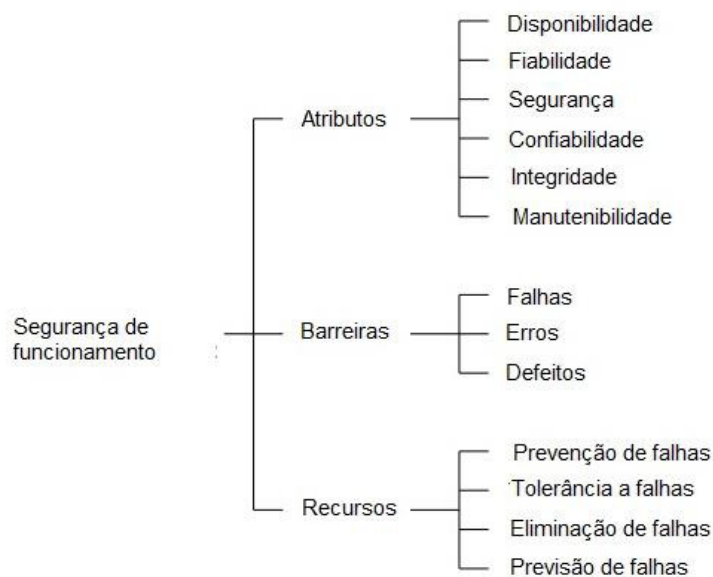 Segurança de
funcionamento
Atributos
Disponibilidade
Fiabilidade
Segurança
Confiabilidade
Integridade
Manutenibilidade
Barreiras
Falhas
Erros
Defeitos
Recursos
Prevenção de falhas
Tolerância a falhas
Eliminação de falhas
Previsão de falhas